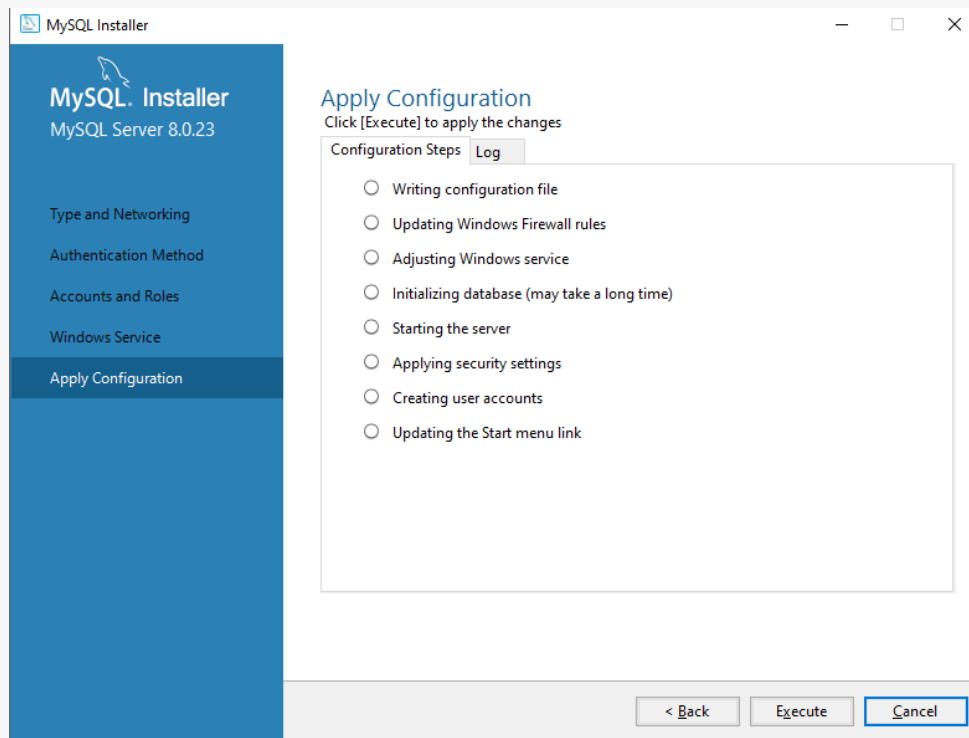 MySQL Installer
MySQL. Installer
MySQL Server 8.0.23
Type and Networking
Authentication Method
Accounts and Roles
Windows Service
Apply Configuration
Apply Configuration
Click [Execute] to apply the changes
Configuration Steps Log
Writing configuration file
Updating Windows Firewall rules
Adjusting Windows service
Initializing database (may take a long time)
Starting the server
Applying security settings
Creating user accounts
Updating the Start menu link
< Back Execute Cancel